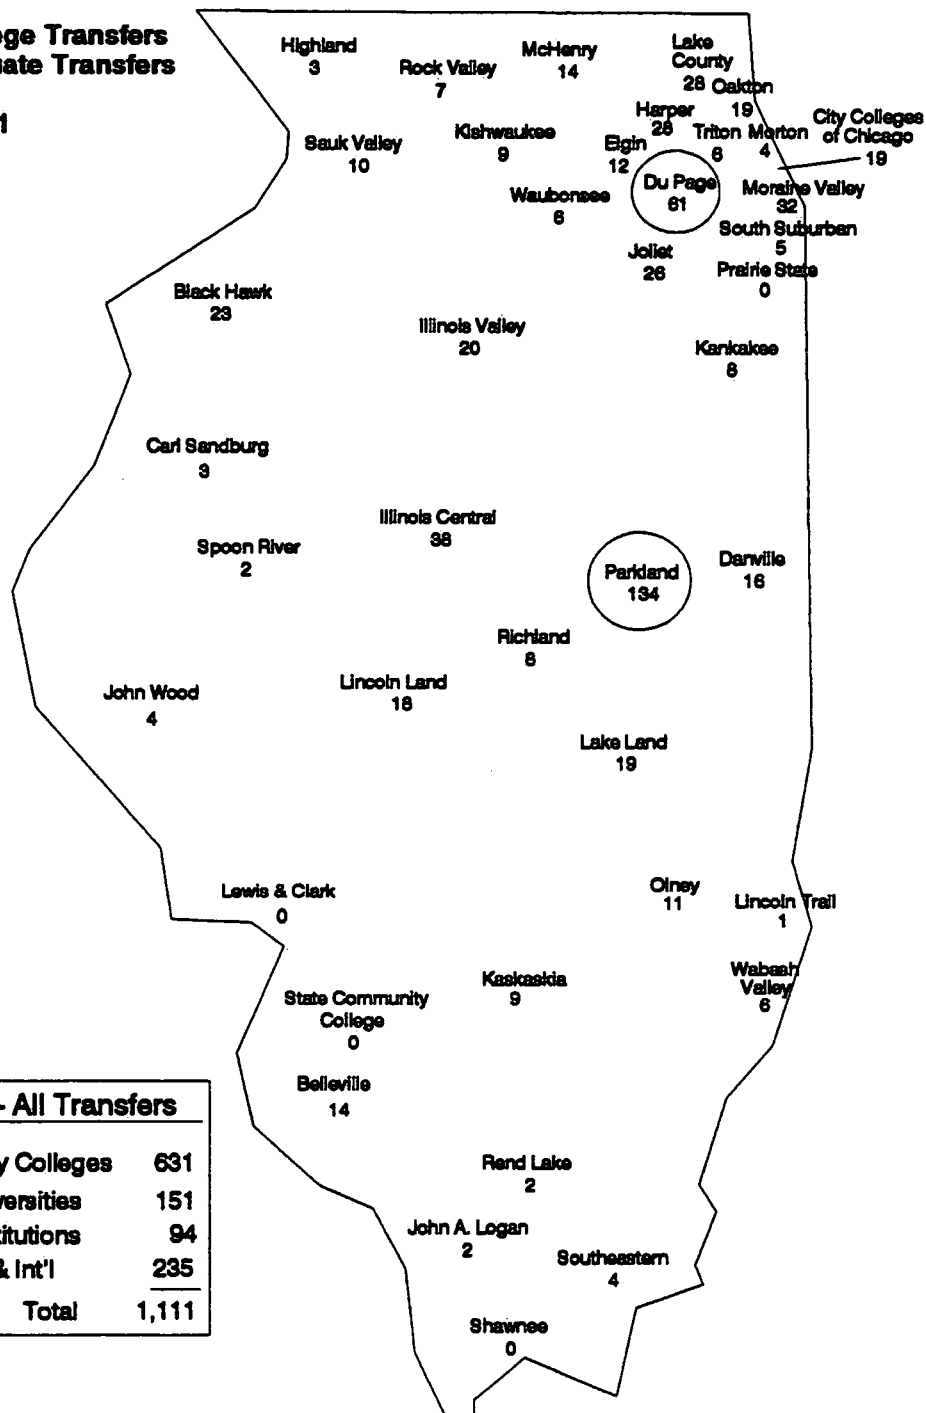 ege Transfers
uate Transfers
1
Highland
3
Rock Valley
7
McHenry
14
Lake
County
28
Oakton
19
Harper
28
City Colleges
of Chicago
19
Sauk Valley
10
Kishwaukee
9
Elgin
12
Triton
6
Morton
4
Waubonsee
6
Du Page
61
Moraine Valley
32
South Suburban
5
Joliet
26
Prairie State
0
Black Hawk
23
Illinois Valley
20
Kankakee
8
Carl Sandburg
3
Illinois Central
38
Spoon River
2
Parkland
134
Danville
16
Richland
8
John Wood
4
Lincoln Land
18
Lake Land
19
Lewis & Clark
0
Olney
11
Lincoln Trail
1
Wabash
Valley
6
Kaskaskia
9
State Community
College
0
Belleville
14
Rend Lake
2
John A. Logan
2
Southeastern
4
Shawnee
0
- All Transfers
y Colleges 631
versities 151
titutions 94
& Int'l 235
Total 1,111